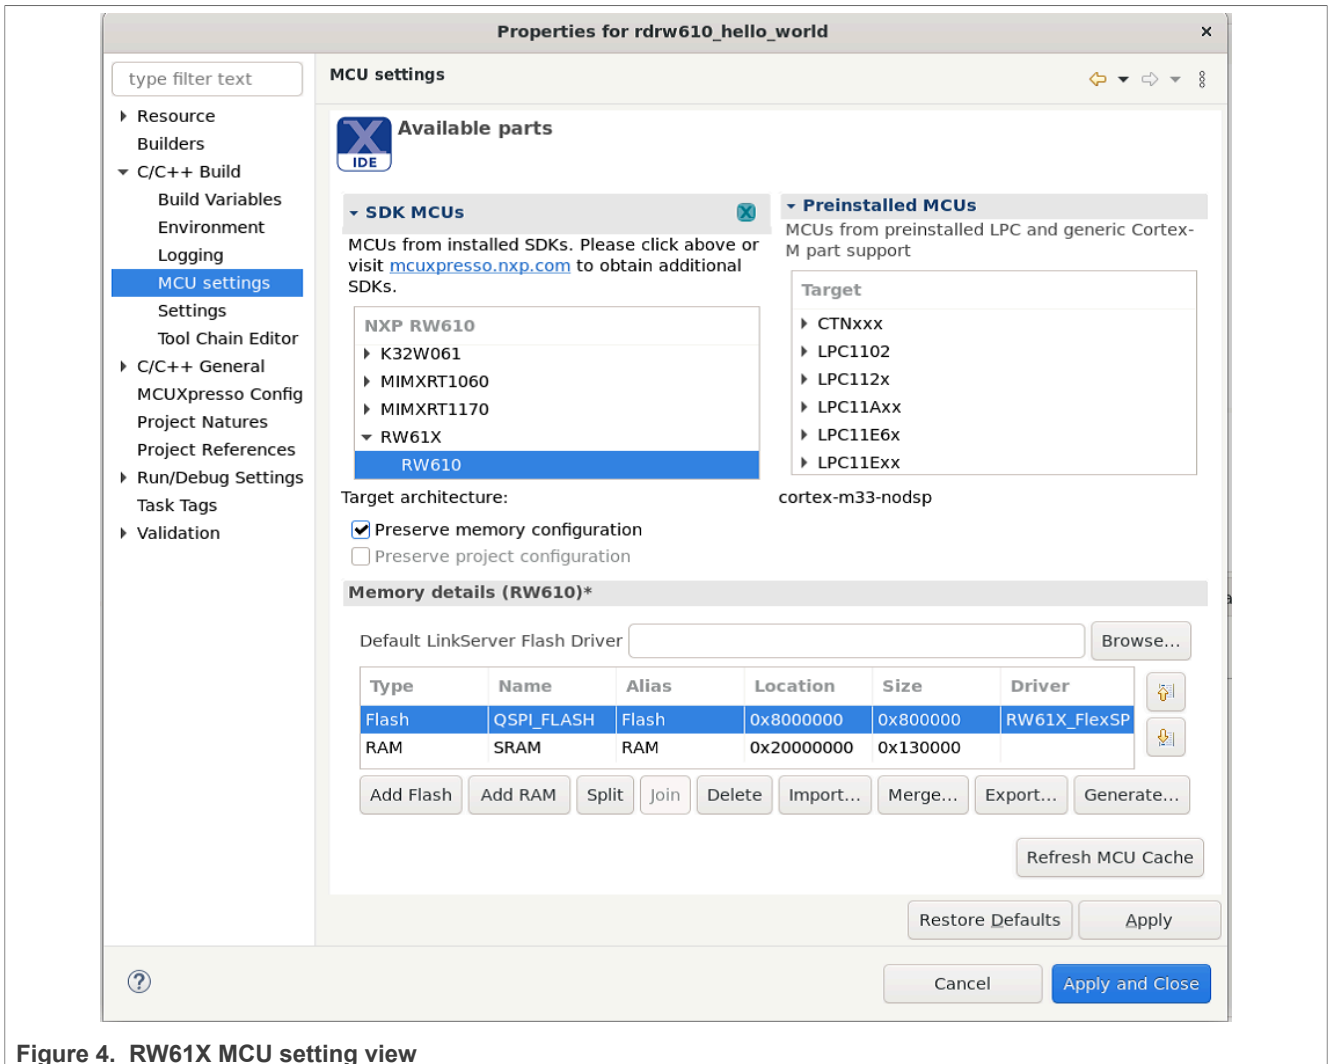 Properties for rdrw610_hello_world
×
type filter text
Resource
Builders
C/C++ Build
Build Variables
Environment
Logging
MCU settings
Settings
Tool Chain Editor
C/C++ General
MCUXpresso Config
Project Natures
Project References
Run/Debug Settings
Task Tags
Validation
MCU settings
X
IDE
Available parts
SDK MCUs
MCUs from installed SDKs. Please click above or
visit mcuxpresso.nxp.com to obtain additional
SDKs.
NXP RW610
K32W061
MIMXRT1060
MIMXRT1170
RW61X
RW610
Preinstalled MCUs
MCUs from preinstalled LPC and generic Cortex-
M part support
Target
CTNxxx
LPC1102
LPC112x
LPC11Axx
LPC11E6x
LPC11Exx
Target architecture: cortex-m33-nodsp
Preserve memory configuration
Preserve project configuration
Memory details (RW610)*
Default LinkServer Flash Driver Browse...
Type Name Alias Location Size Driver
Flash QSPI_FLASH Flash 0x8000000 0x800000 RW61X_FlexSP
RAM SRAM RAM 0x20000000 0x130000
Add Flash Add RAM Split Join Delete Import... Merge... Export... Generate...
Refresh MCU Cache
Restore Defaults Apply
? Cancel Apply and Close
Figure 4. RW61X MCU setting view